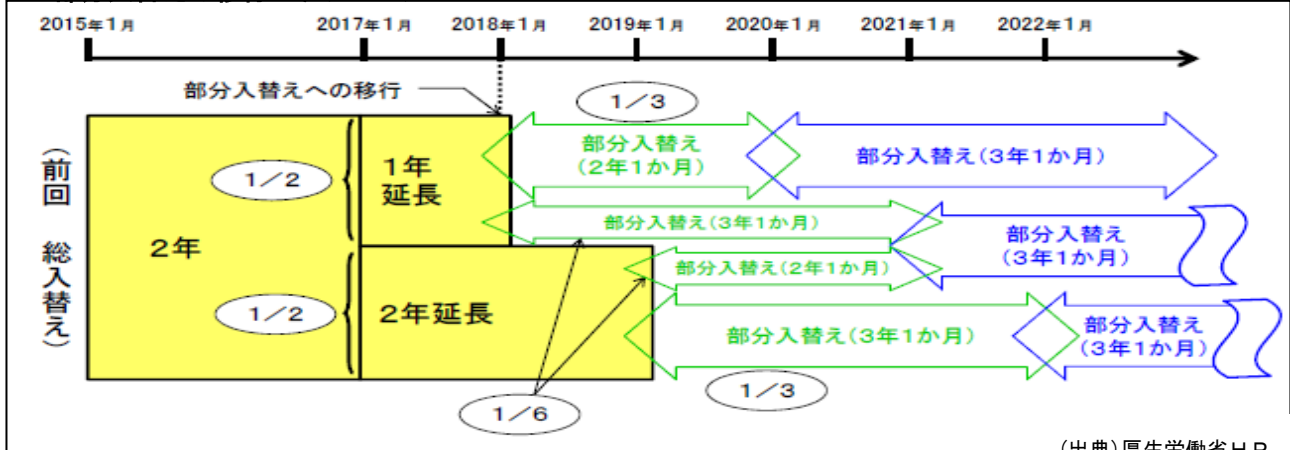 2015年1月 2017年1月 2018年1月 2019年1月 2020年1月 2021年1月 2022年1月
部分入替えへの移行
1/3
(前回 総入替え)
2年
1/2
1年
延長
部分入替え
(2年1か月)
部分入替え(3年1か月)
部分入替え(3年1か月)
部分入替え
(3年1か月)
部分入替え(2年1か月)
1/2
2年延長
部分入替え(3年1か月)
部分入替え
(3年1か月)
1/6
1/3
(出典)厚生労働省HP